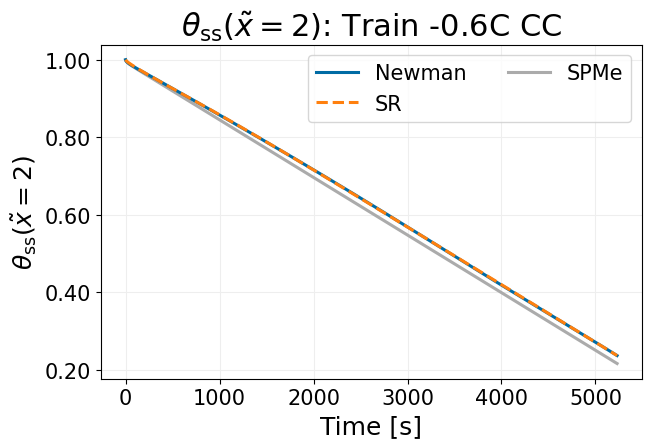 θss(x̃ = 2): Train -0.6C CC
Newman
SR
SPMe
θss(x̃ = 2)
1.00
0.80
0.60
0.40
0.20
0
1000
2000
3000
4000
5000
Time [s]